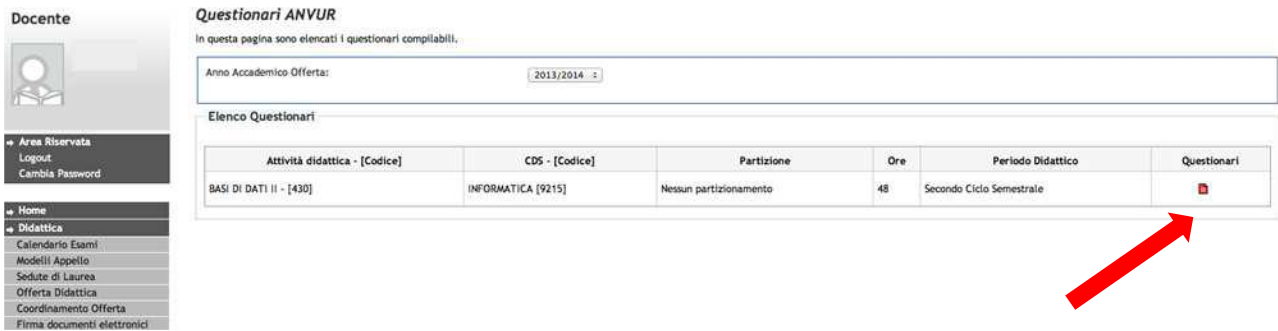 Docente
Area Riservata
Logout
Cambia Password
Home
Didattica
Calendario Esami
Modelli Appello
Sedute di Laurea
Offerta Didattica
Coordinamento Offerta
Firma documenti elettronici
Questionari ANVUR
In questa pagina sono elencati i questionari compilabili.
Anno Accademico Offerta: 2013/2014
Elenco Questionari
Attività didattica - [Codice] CDS - [Codice] Partizione Ore Periodo Didattico Questionari
BASI DI DATI II - [430] INFORMATICA [9215] Nessun partizionamento 48 Secondo Ciclo Semestrale